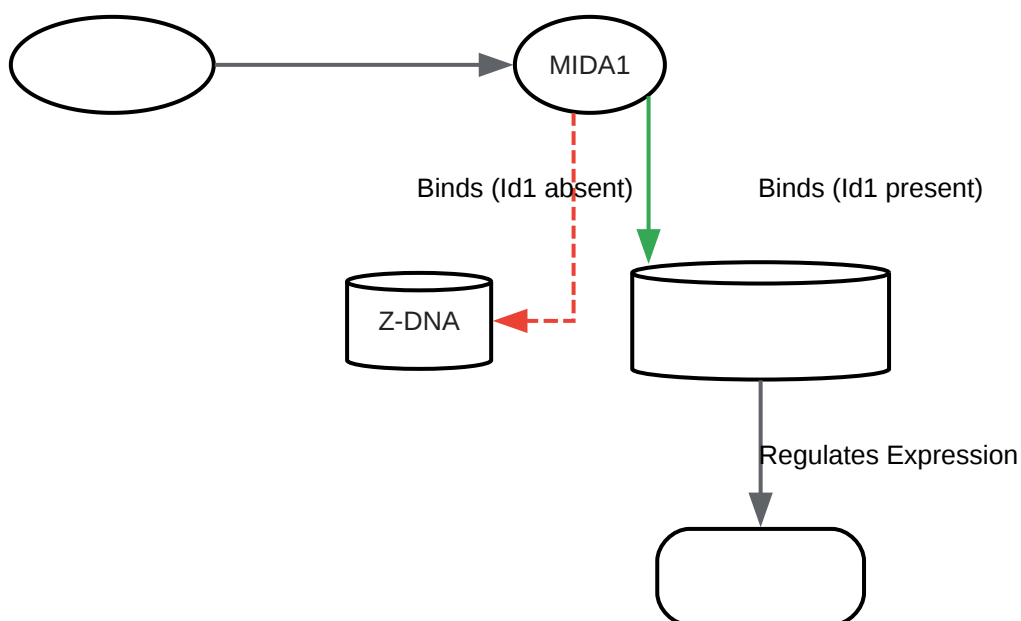 MIDA1
Binds (Id1 absent)
Binds (Id1 present)
Z-DNA
Regulates Expression